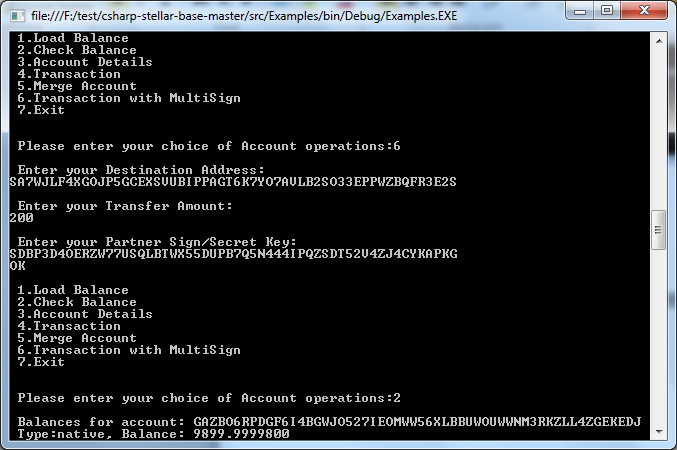 file:///F:/test/csharp-stellar-base-master/src/Examples/bin/Debug/Examples.EXE
1.Load Balance
2.Check Balance
3.Account Details
4.Transaction
5.Merge Account
6.Transaction with MultiSign
7.Exit
Please enter your choice of Account operations:6
Enter your Destination Address:
SA7WJLF4XGOJP5GCEXSVUBIPPAGT6K7YO7AVLB2SO33EPPWZBQFR3E2S
Enter your Transfer Amount:
200
Enter your Partner Sign/Secret Key:
SDBP3D4OERZW77USQLBTWX55DUPB7Q5N444IPQZSDT52V4ZJ4CYKAPKG
OK
1.Load Balance
2.Check Balance
3.Account Details
4.Transaction
5.Merge Account
6.Transaction with MultiSign
7.Exit
Please enter your choice of Account operations:2
Balances for account: GAZBO6RPDGF6I4BGWJO527IEOMWW56XLBBUWOUWWNM3RKZLL4ZGEKEDJ
Type:native, Balance: 9899.9999800